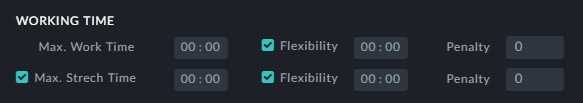 WORKING TIME
Max. Work Time 00 : 00 Flexibility 00 : 00 Penalty 0
Max. Strech Time 00 : 00 Flexibility 00 : 00 Penalty 0